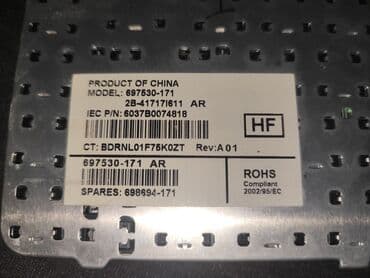 PRODUCT OF CHINA
MODEL: 697530-171
2B-41717I611 AR
IEC P/N: 6037B0074818
HF
CT: BDRNL01F75K0ZT Rev:A01
697530-171 AR
SPARES: 698694-171
ROHS
Compliant
2002/95/EC